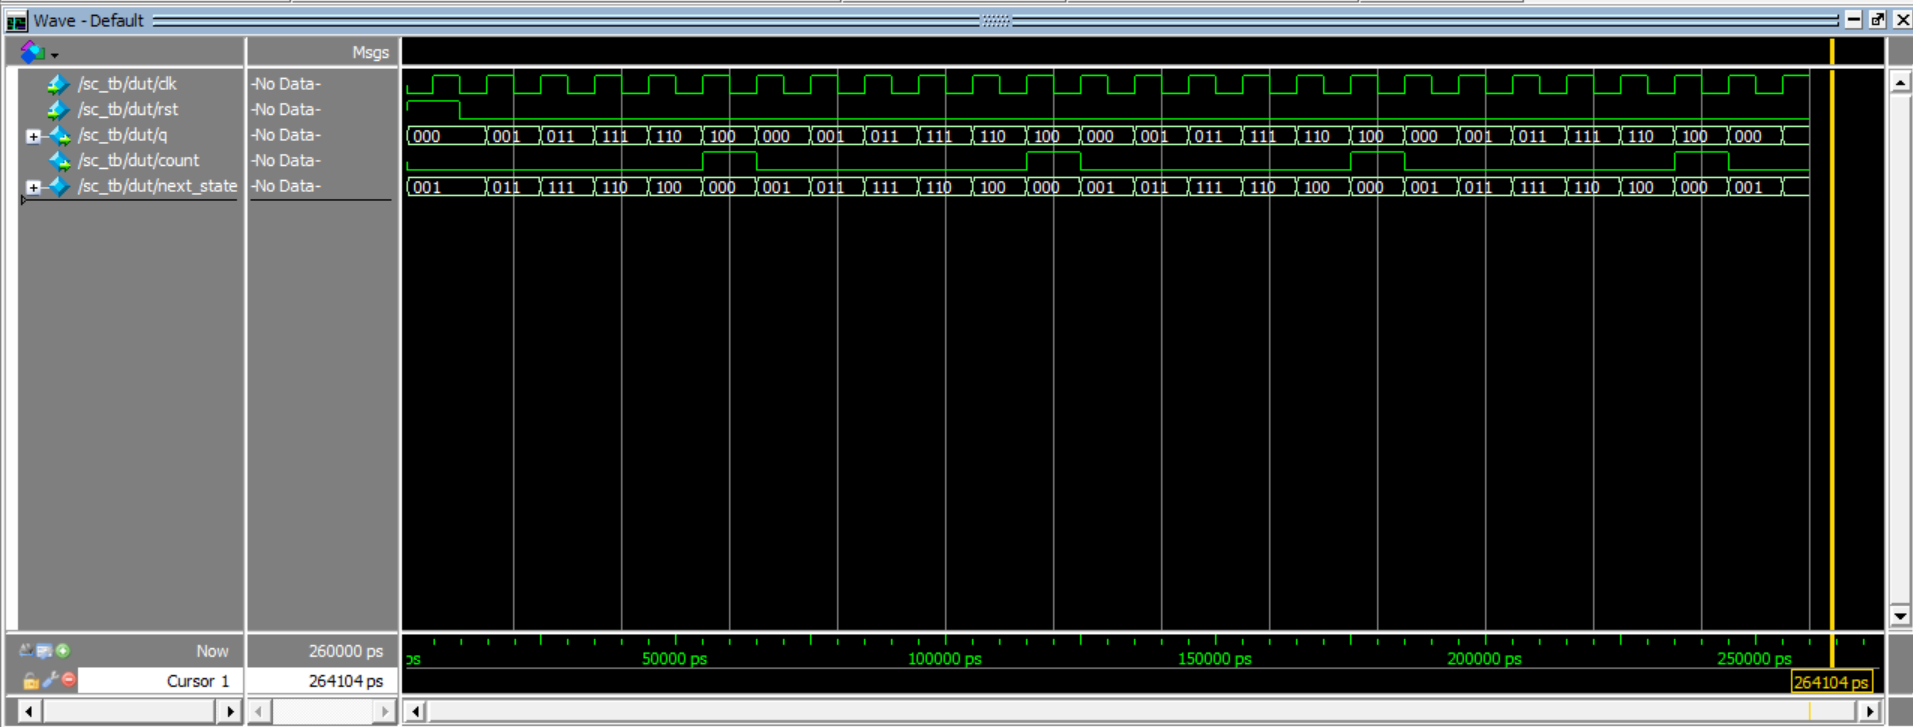 Wave - Default
Msgs
/sc_tb/dut/clk -No Data-
/sc_tb/dut/rst -No Data-
/sc_tb/dut/q -No Data- 000 001 011 111 110 100 000 001 011 111 110 100 000 001 011 111 110 100 000 001 011 111 110 100 000
/sc_tb/dut/count -No Data-
/sc_tb/dut/next_state -No Data- 001 011 111 110 100 000 001 011 111 110 100 000 001 011 111 110 100 000 001 011 111 110 100 000 001
Now 260000 ps ps 50000 ps 100000 ps 150000 ps 200000 ps 250000 ps
Cursor 1 264104 ps 264104 ps